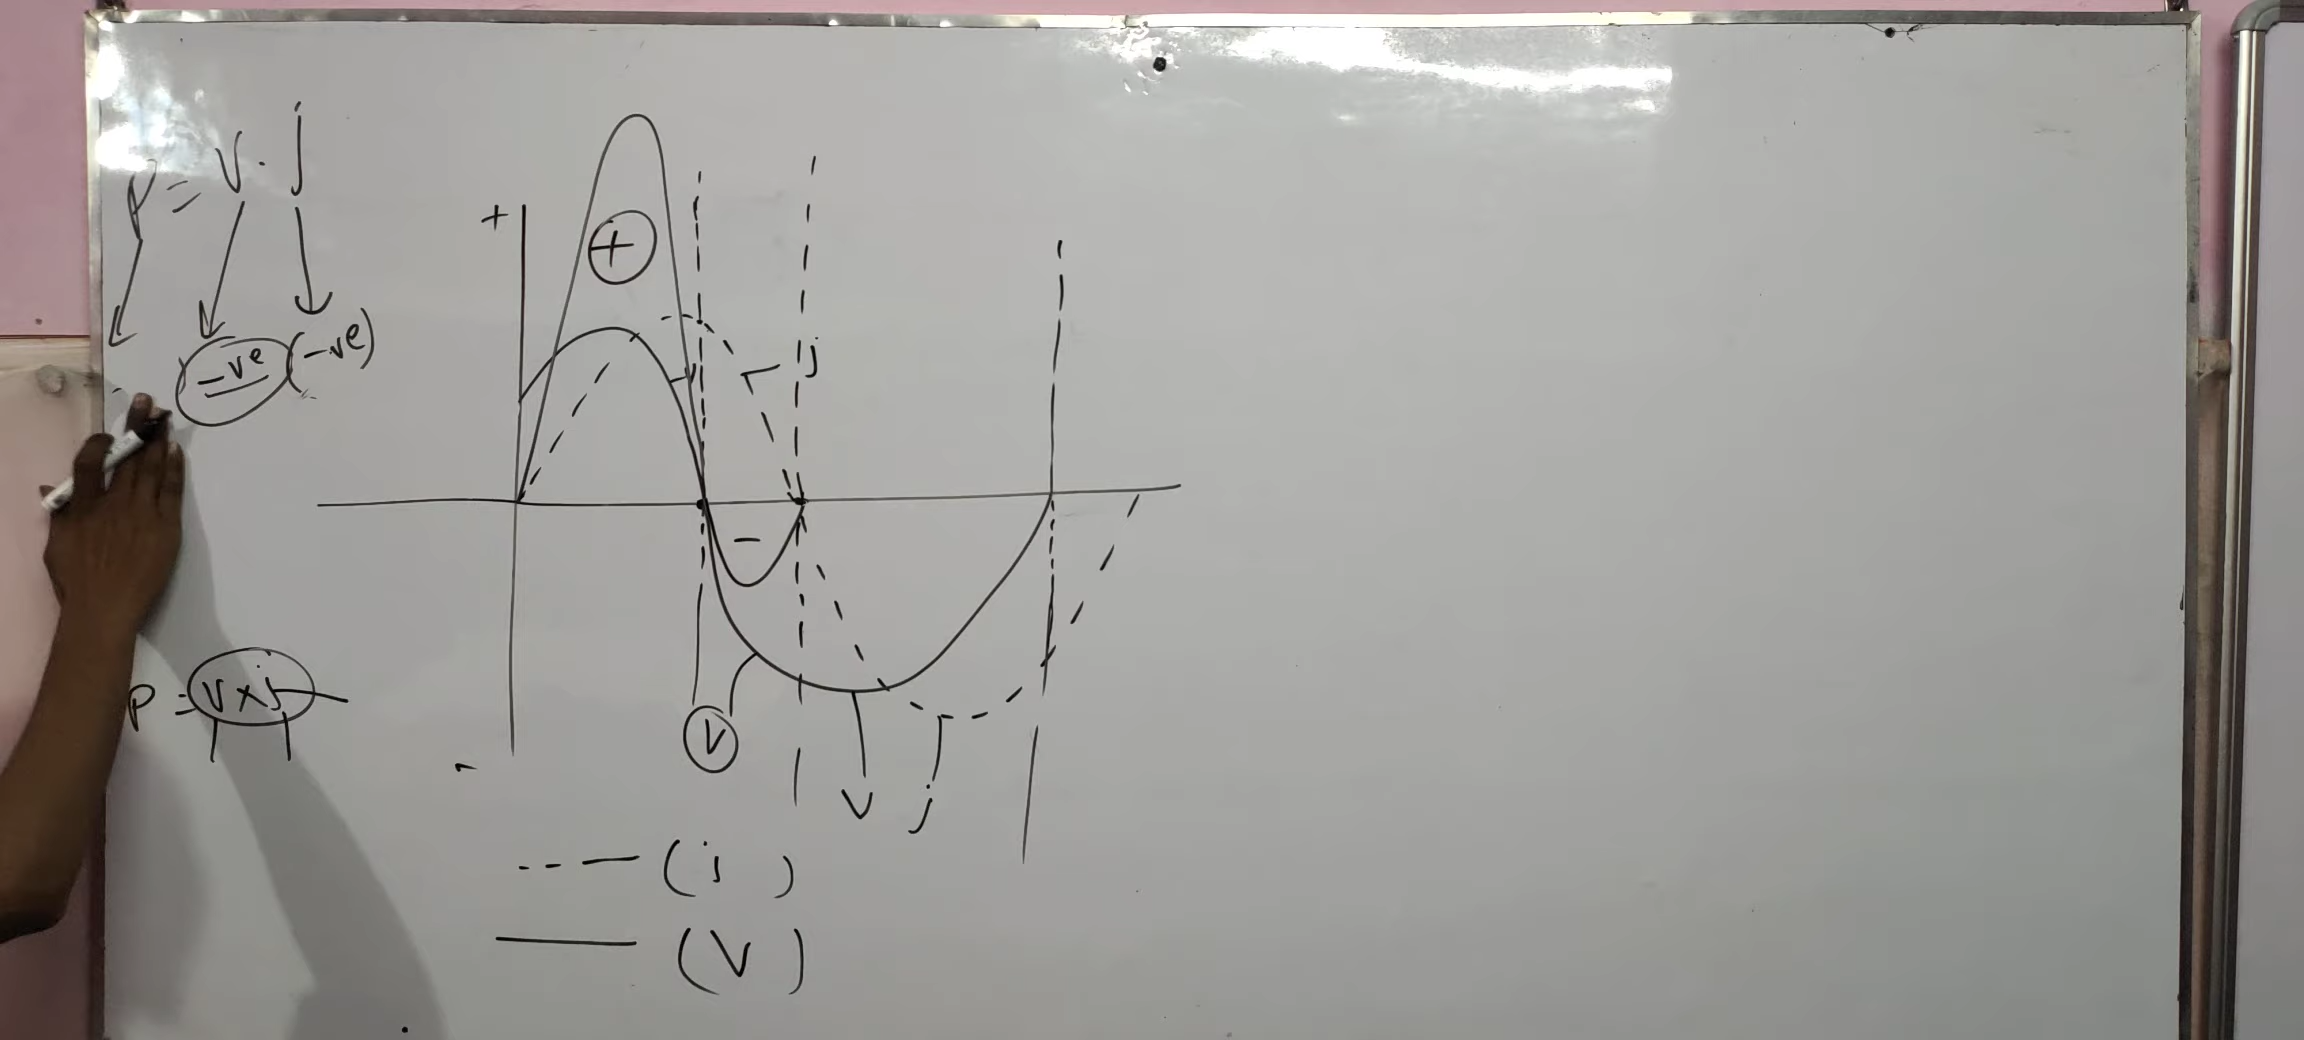 P = V . i
-ve (-ve)
P = V × i
+
+
V
i
-
V
-
V i
--- (i)
— (V)